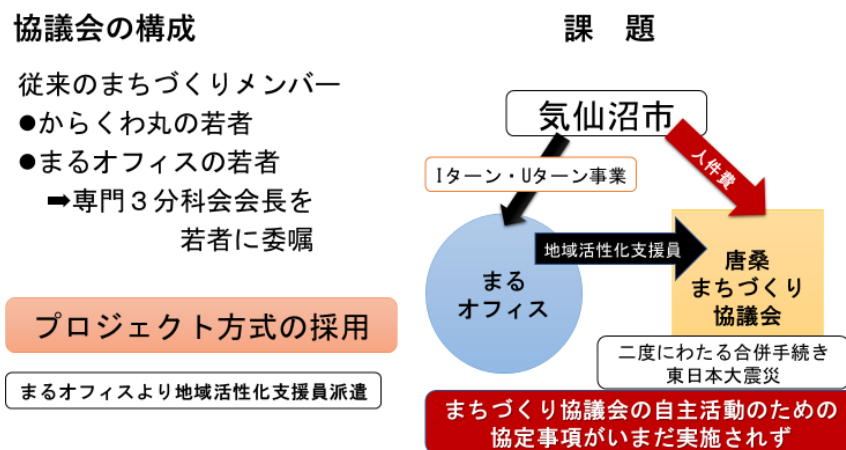 協議会の構成
従来のまちづくりメンバー
●からくわ丸の若者
●まるオフィスの若者
➡専門３分科会会長を
若者に委嘱
プロジェクト方式の採用
まるオフィスより地域活性化支援員派遣
課　題
気仙沼市
Iターン・Uターン事業
人件費
まる
オフィス
地域活性化支援員
唐桑
まちづくり
協議会
二度にわたる合併手続き
東日本大震災
まちづくり協議会の自主活動のための
協定事項がいまだ実施されず